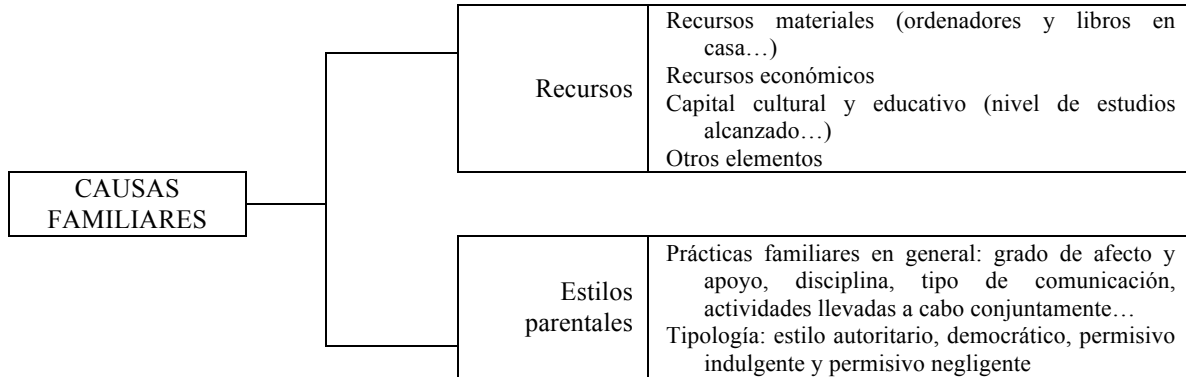 CAUSAS
FAMILIARES
Recursos
Recursos materiales (ordenadores y libros en
casa…)
Recursos económicos
Capital cultural y educativo (nivel de estudios
alcanzado…)
Otros elementos
Estilos
parentales
Prácticas familiares en general: grado de afecto y
apoyo, disciplina, tipo de comunicación,
actividades llevadas a cabo conjuntamente…
Tipología: estilo autoritario, democrático, permisivo
indulgente y permisivo negligente